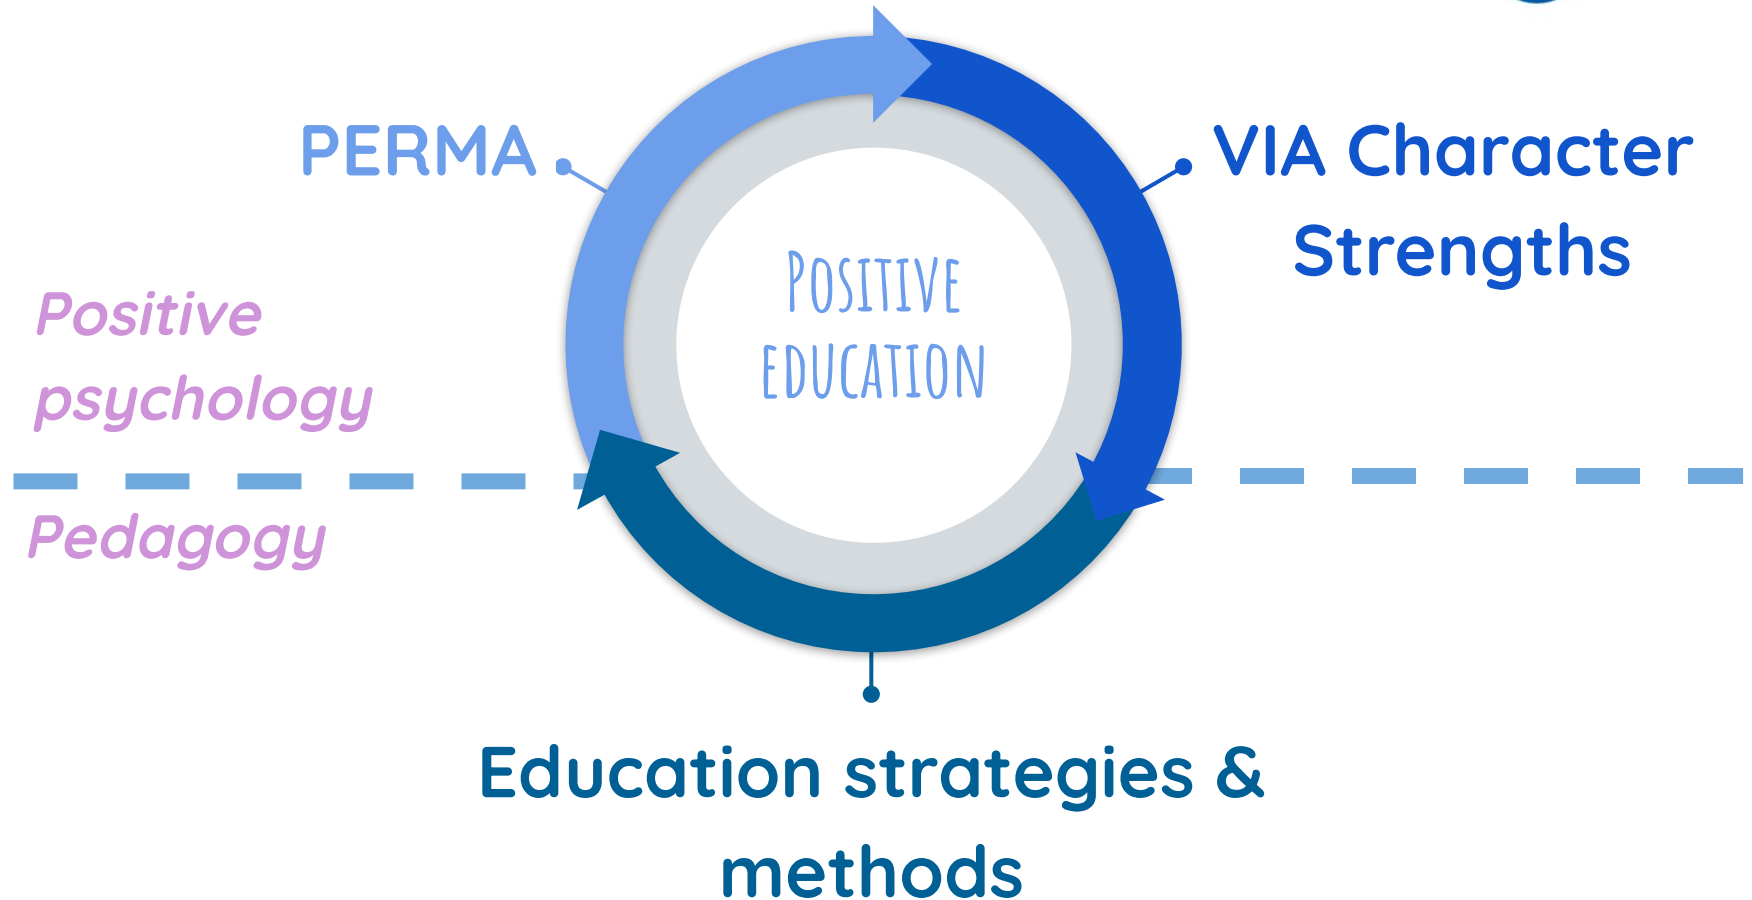 PERMA
VIA Character
Strengths
Positive
education
Positive
psychology
Pedagogy
Education strategies &
methods